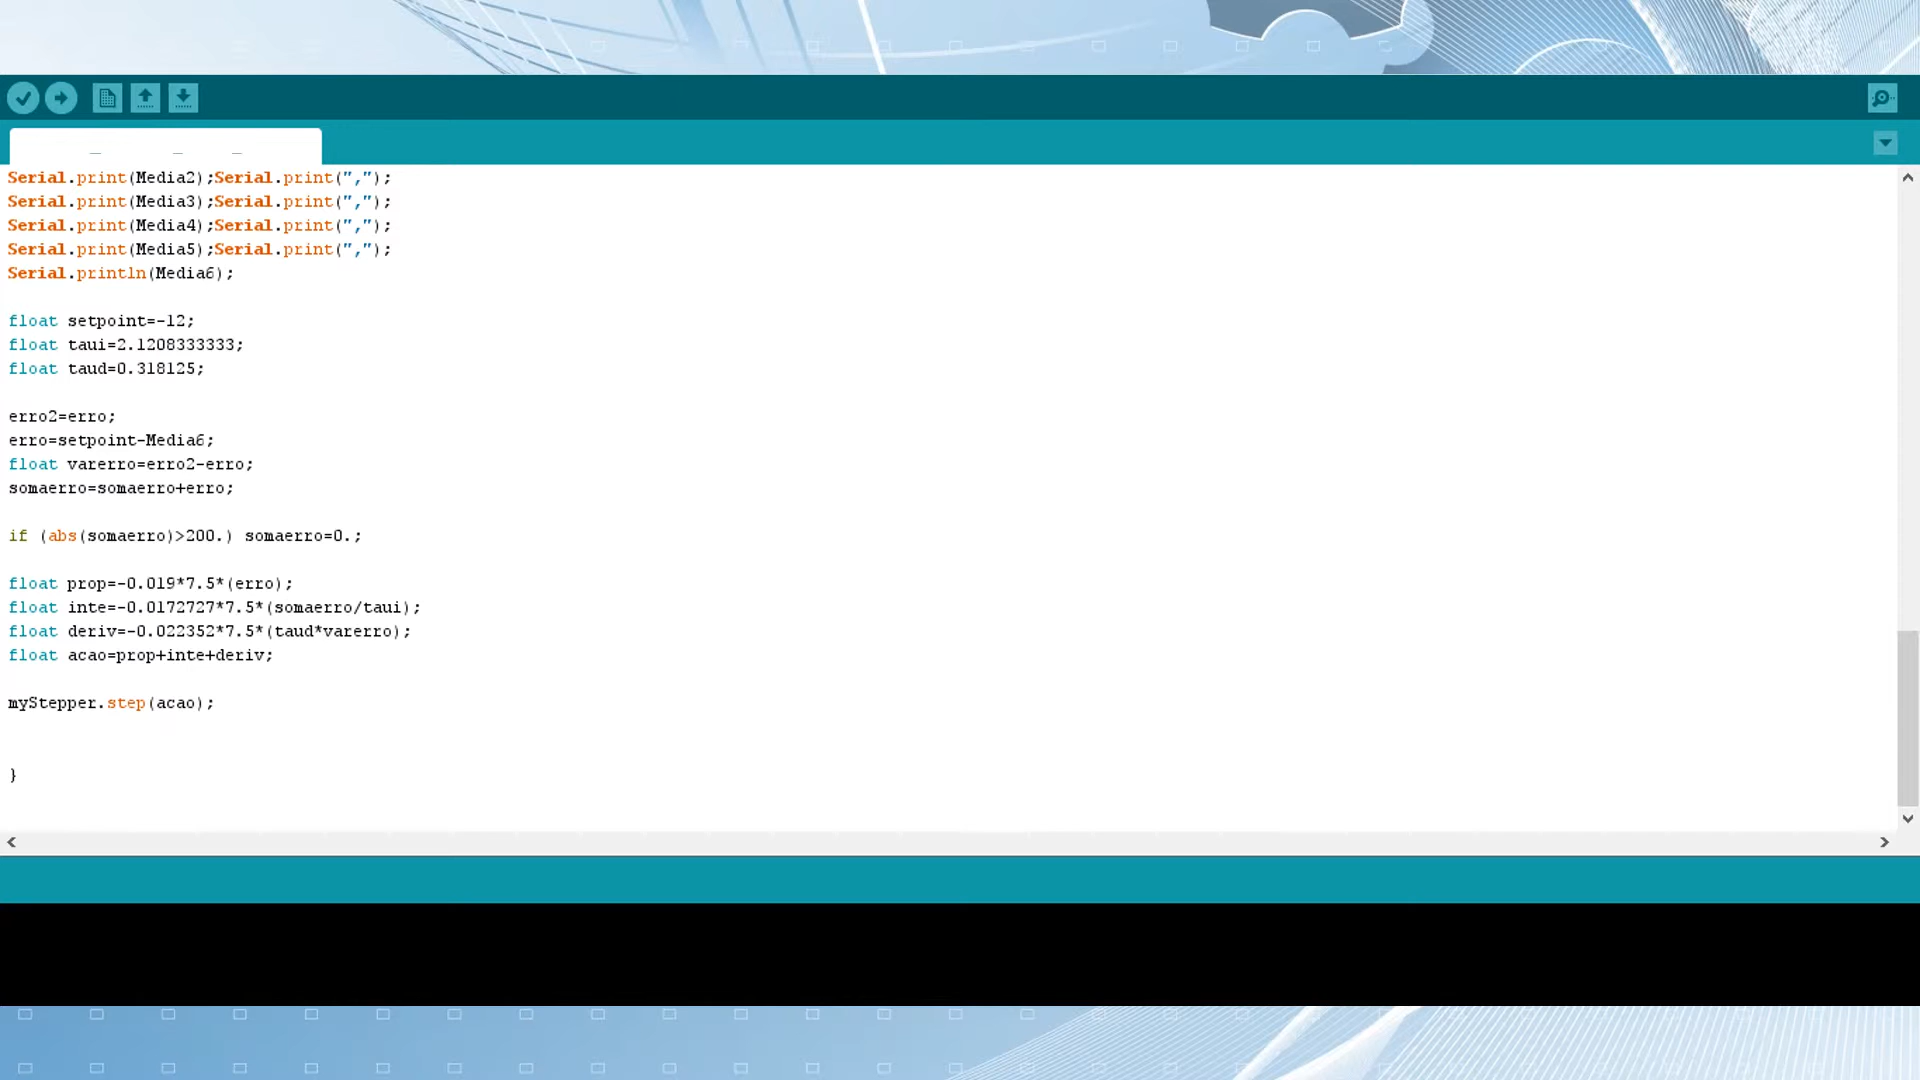 Serial.print(Media2);Serial.print(",");
Serial.print(Media3);Serial.print(",");
Serial.print(Media4);Serial.print(",");
Serial.print(Media5);Serial.print(",");
Serial.println(Media6);
float setpoint=-12;
float taui=2.1208333333;
float taud=0.318125;
erro2=erro;
erro=setpoint-Media6;
float varerro=erro2-erro;
somaerro=somaerro+erro;
if (abs(somaerro)>200.) somaerro=0.;
float prop=-0.019*7.5*(erro);
float inte=-0.0172727*7.5*(somaerro/taui);
float deriv=-0.022352*7.5*(taud*varerro);
float acao=prop+inte+deriv;
myStepper.step(acao);
}